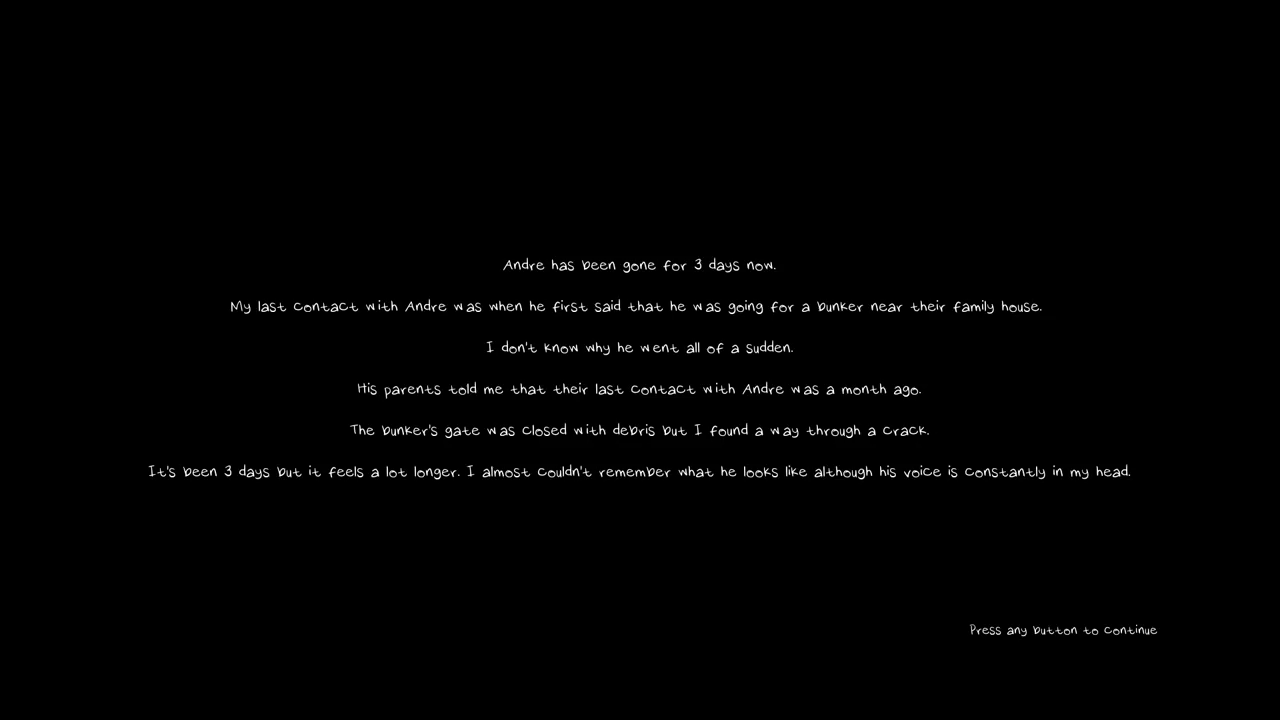 Andre has been gone for 3 days now.
My last contact with Andre was when he first said that he was going for a bunker near their family house.
I don't know why he went all of a sudden.
His parents told me that their last contact with Andre was a month ago.
The bunker's gate was closed with debris but I found a way through a crack.
It's been 3 days but it feels a lot longer. I almost couldn't remember what he looks like although his voice is constantly in my head.
Press any button to continue